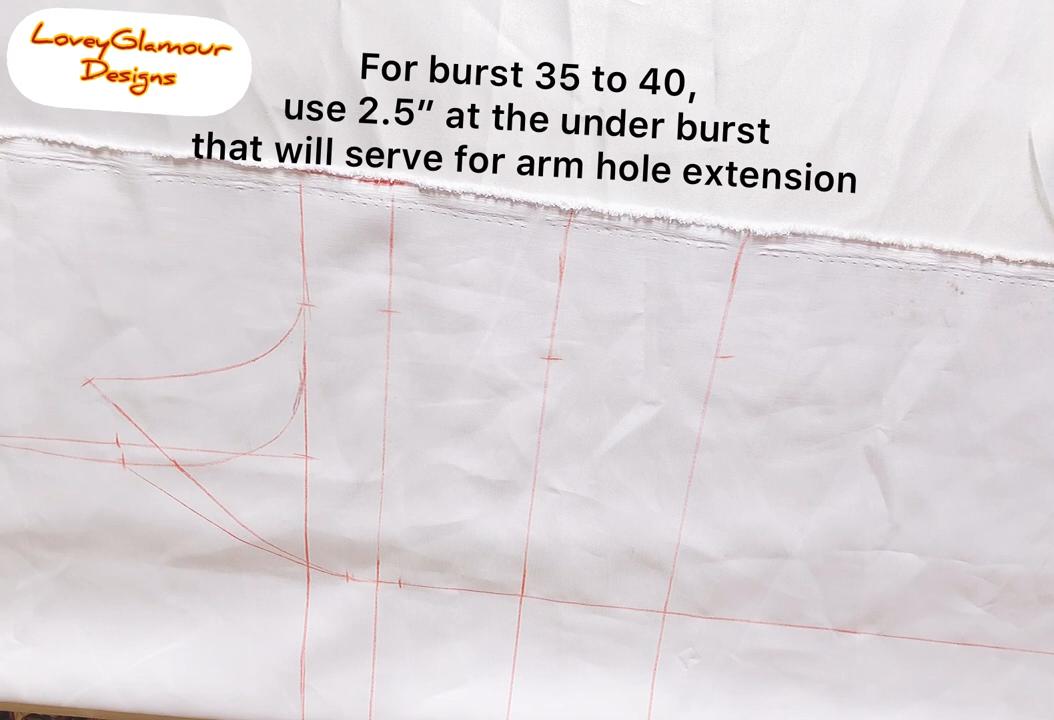 LoveyGlamour
Designs
For burst 35 to 40,
use 2.5” at the under burst
that will serve for arm hole extension